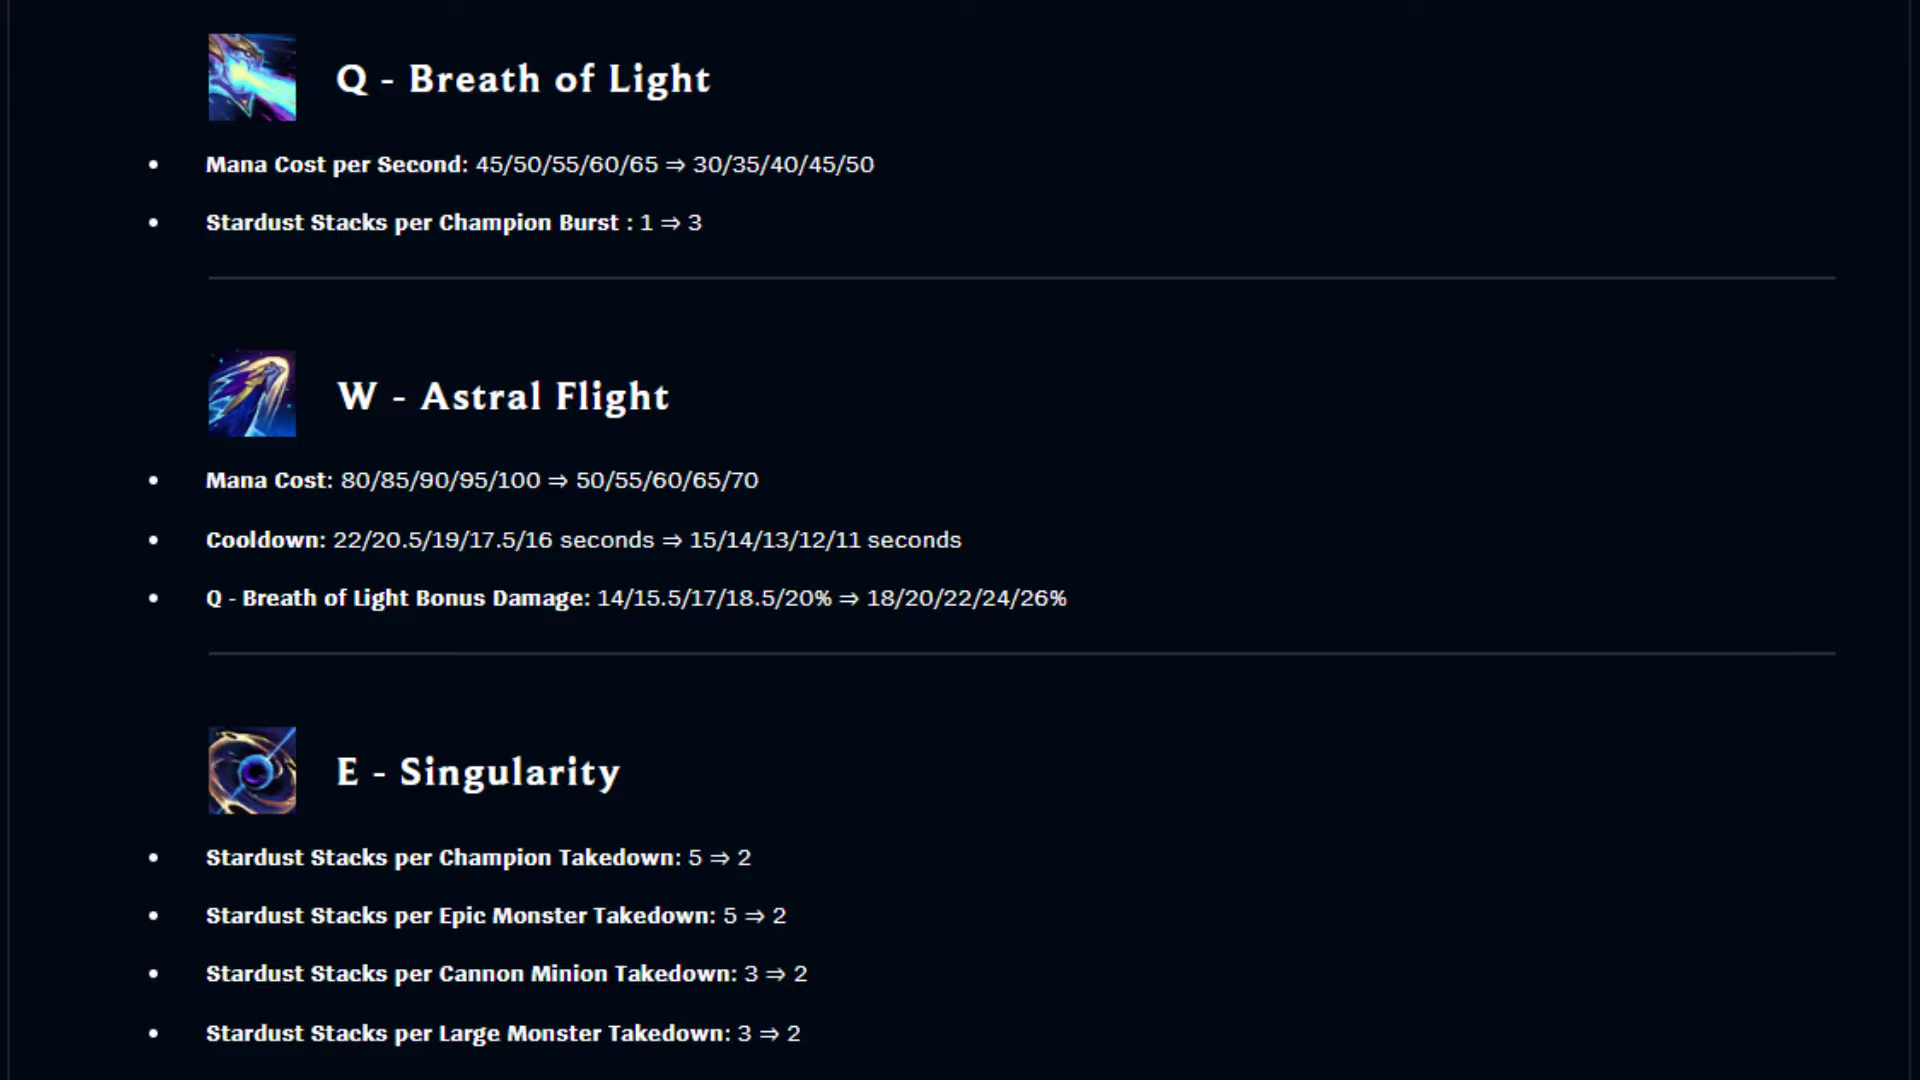 Q - Breath of Light
• Mana Cost per Second: 45/50/55/60/65 ⇒ 30/35/40/45/50
• Stardust Stacks per Champion Burst : 1 ⇒ 3
W - Astral Flight
• Mana Cost: 80/85/90/95/100 ⇒ 50/55/60/65/70
• Cooldown: 22/20.5/19/17.5/16 seconds ⇒ 15/14/13/12/11 seconds
• Q - Breath of Light Bonus Damage: 14/15.5/17/18.5/20% ⇒ 18/20/22/24/26%
E - Singularity
• Stardust Stacks per Champion Takedown: 5 ⇒ 2
• Stardust Stacks per Epic Monster Takedown: 5 ⇒ 2
• Stardust Stacks per Cannon Minion Takedown: 3 ⇒ 2
• Stardust Stacks per Large Monster Takedown: 3 ⇒ 2